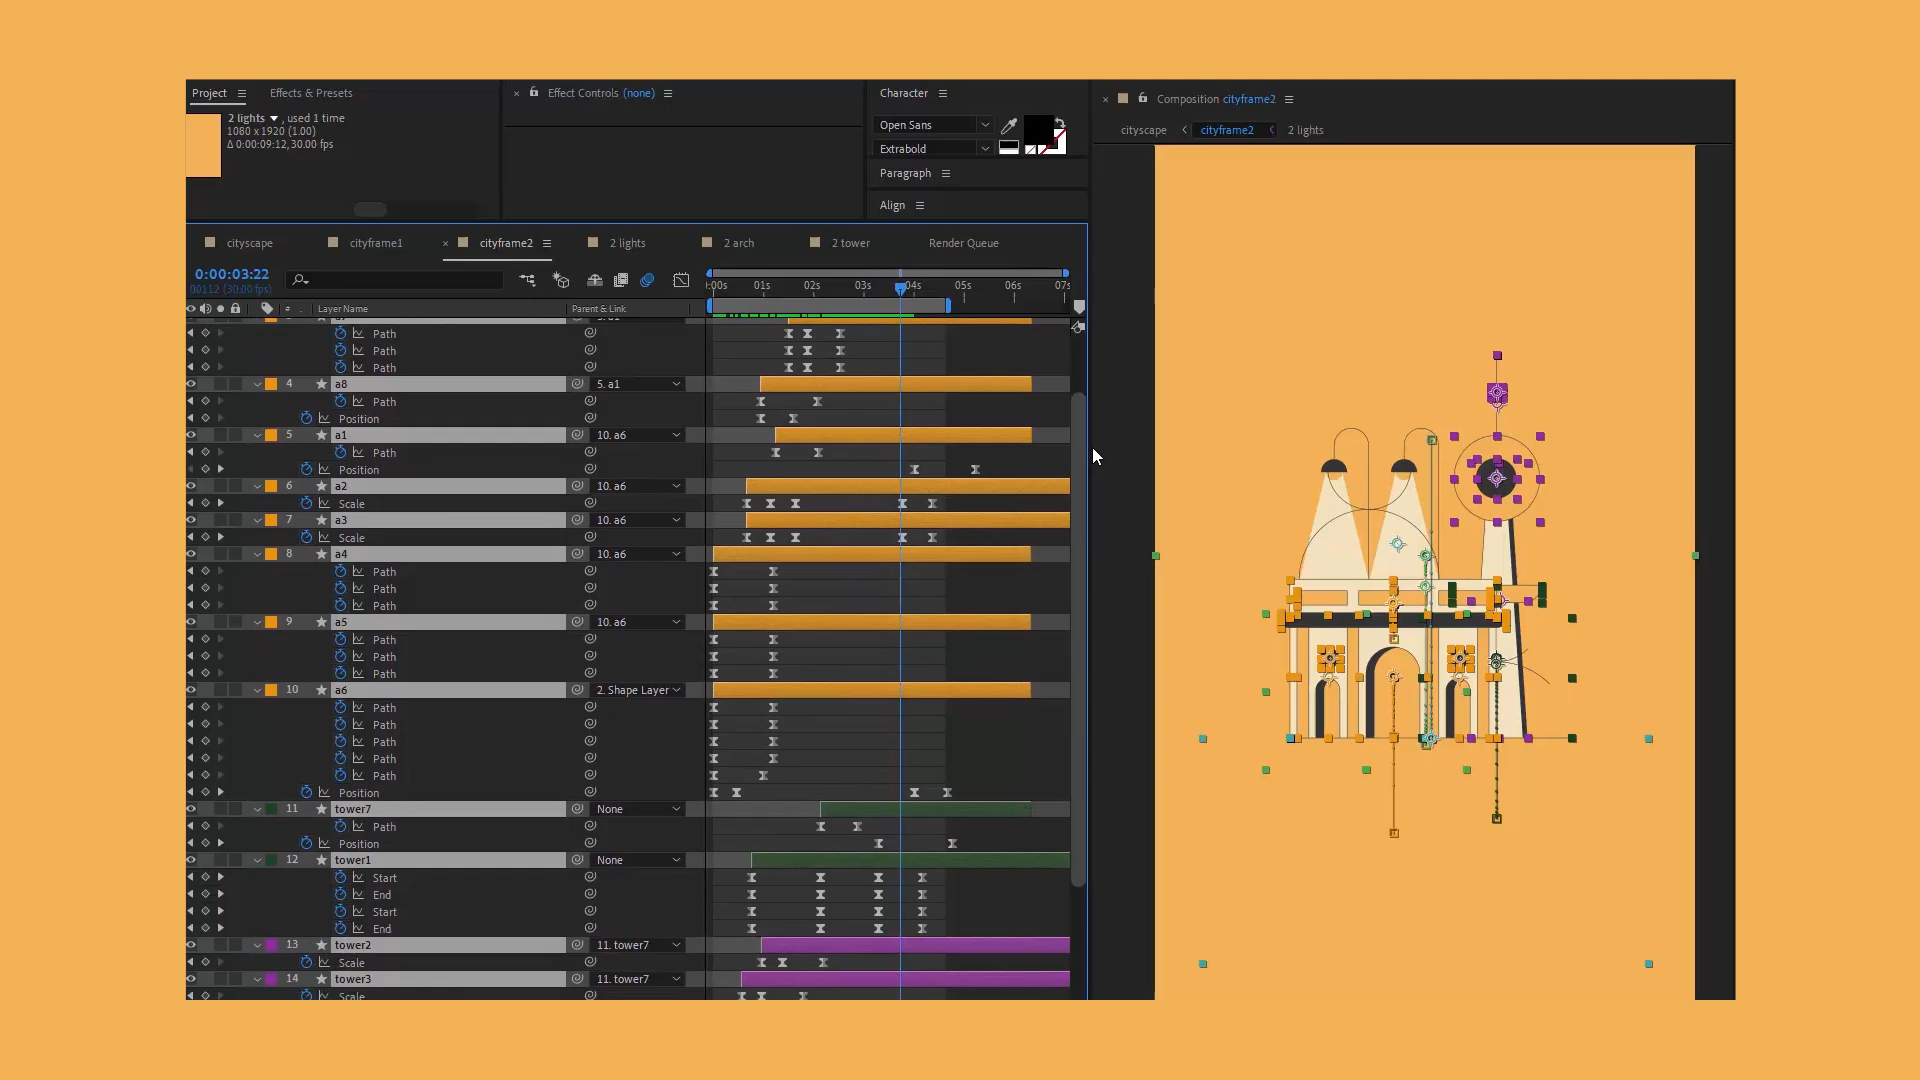 Project
Effects & Presets
Effect Controls (none)
Character
Composition cityframe2
2 lights , used 1 time
1080 x 1920 (1.00)
Δ 0:00:09:12, 30.00 fps
Open Sans
Extrabold
cityscape
cityframe2
2 lights
Paragraph
Align
cityscape
cityframe1
cityframe2
2 lights
2 arch
2 tower
Render Queue
0:00:03:22
00112 (30.00 fps)
:00s 01s 02s 03s 04s 05s 06s 07s
# . Layer Name Parent & Link
Path
Path
Path
4 a8 5. a1
Path
Position
5 a1 10. a6
Path
Position
6 a2 10. a6
Scale
7 a3 10. a6
Scale
8 a4 10. a6
Path
Path
Path
9 a5 10. a6
Path
Path
Path
10 a6 2. Shape Layer
Path
Path
Path
Path
Path
Position
11 tower7 None
Path
Position
12 tower1 None
Start
End
Start
End
13 tower2 11. tower7
Scale
14 tower3 11. tower7
Scale